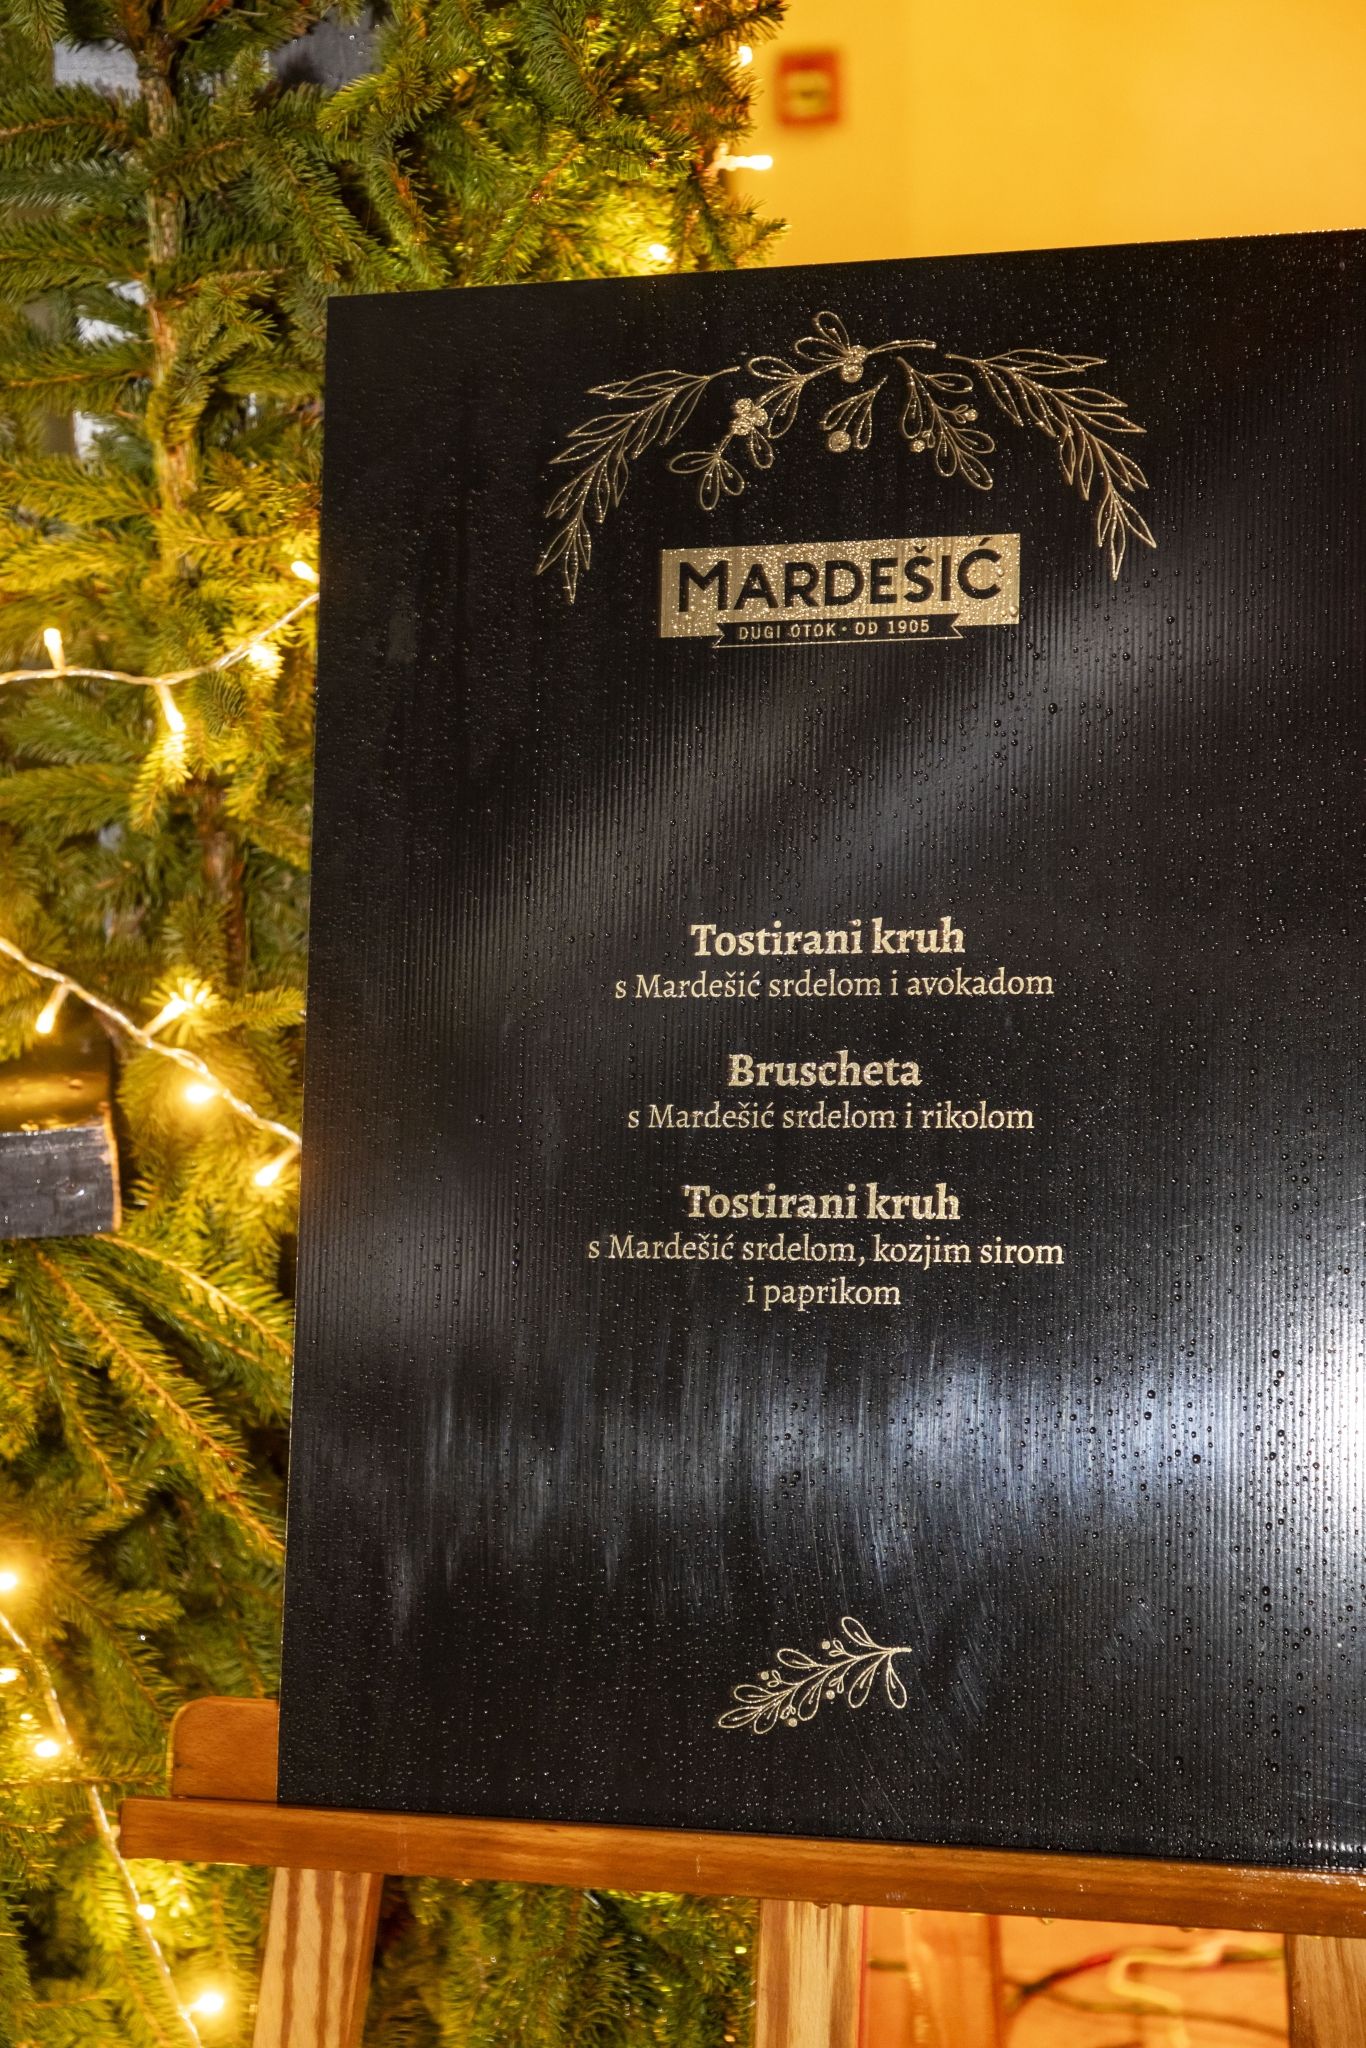 MARDEŠIĆ
DUGI OTOK • OD 1905
Tostirani kruh
s Mardešić srdelom i avokadom
Bruscheta
s Mardešić srdelom i rikolom
Tostirani kruh
s Mardešić srdelom, kozjim sirom
i paprikom